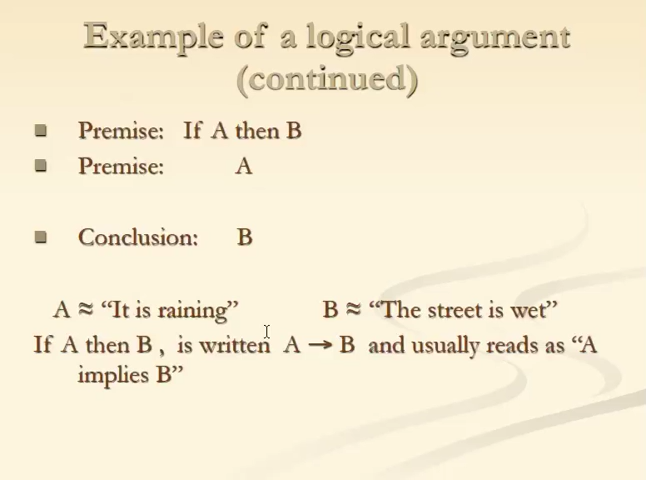 Example of a logical argument
(continued)
Premise: If A then B
Premise: A
Conclusion: B
A ≈ “It is raining” B ≈ “The street is wet”
If A then B , is written A → B and usually reads as “A
implies B”